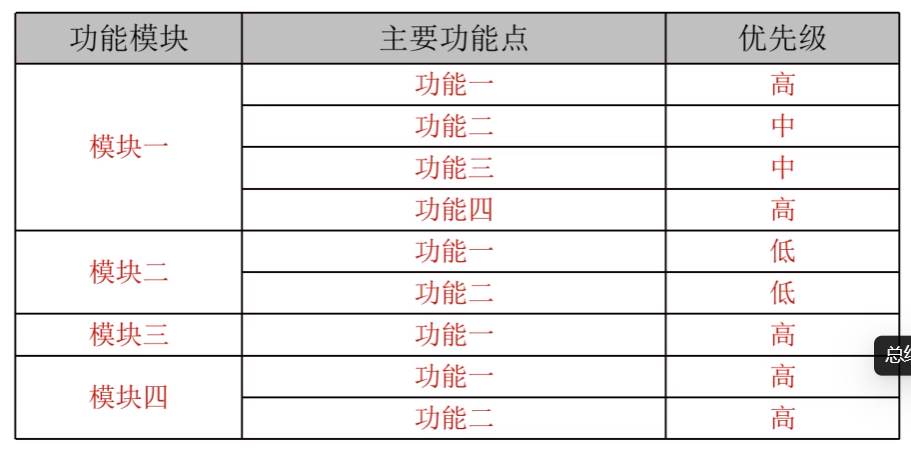 功能模块 主要功能点 优先级
模块一 功能一 高
功能二 中
功能三 中
功能四 高
模块二 功能一 低
功能二 低
模块三 功能一 高
模块四 功能一 高
功能二 高
总结